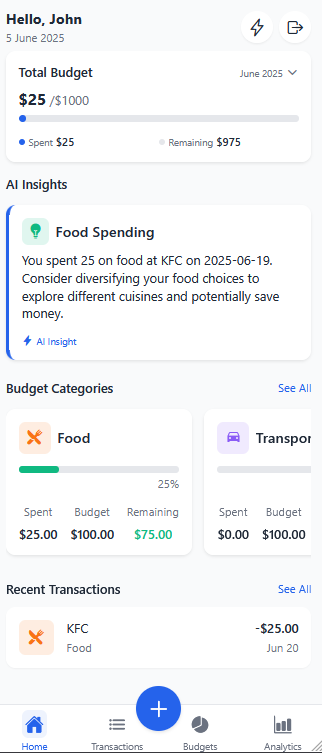 Hello, John
5 June 2025
Total Budget June 2025
$25 /$1000
Spent $25 Remaining $975
AI Insights
Food Spending
You spent 25 on food at KFC on 2025-06-19.
Consider diversifying your food choices to
explore different cuisines and potentially save
money.
AI Insight
Budget Categories See All
Food Transpor
25%
Spent Budget Remaining Spent Budget
$25.00 $100.00 $75.00 $0.00 $100.00
Recent Transactions See All
KFC -$25.00
Food Jun 20
Home Transactions Budgets Analytics